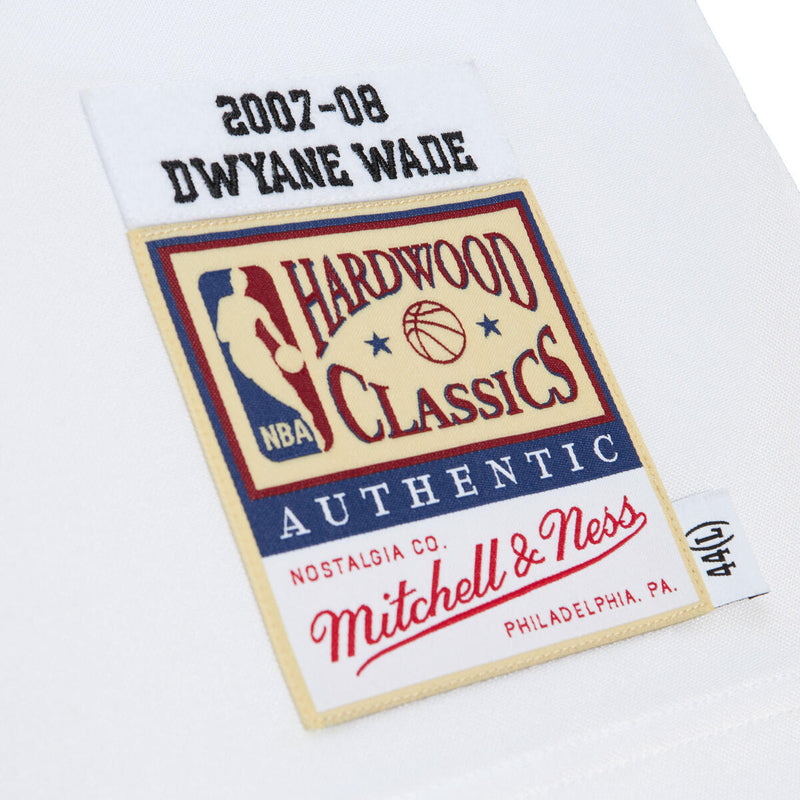 2007-08
DWYANE WADE
HARDWOOD
CLASSICS
NBA
AUTHENTIC
NOSTALGIA CO.
Mitchell & Ness
PHILADELPHIA, PA.
44(L)